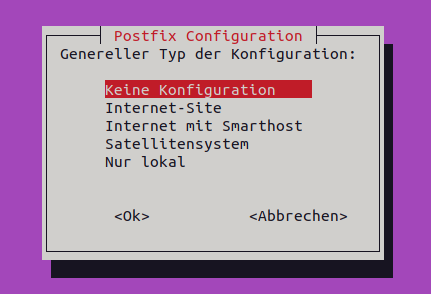 Postfix Configuration
Genereller Typ der Konfiguration:
Keine Konfiguration
Internet-Site
Internet mit Smarthost
Satellitensystem
Nur lokal
<Ok> <Abbrechen>